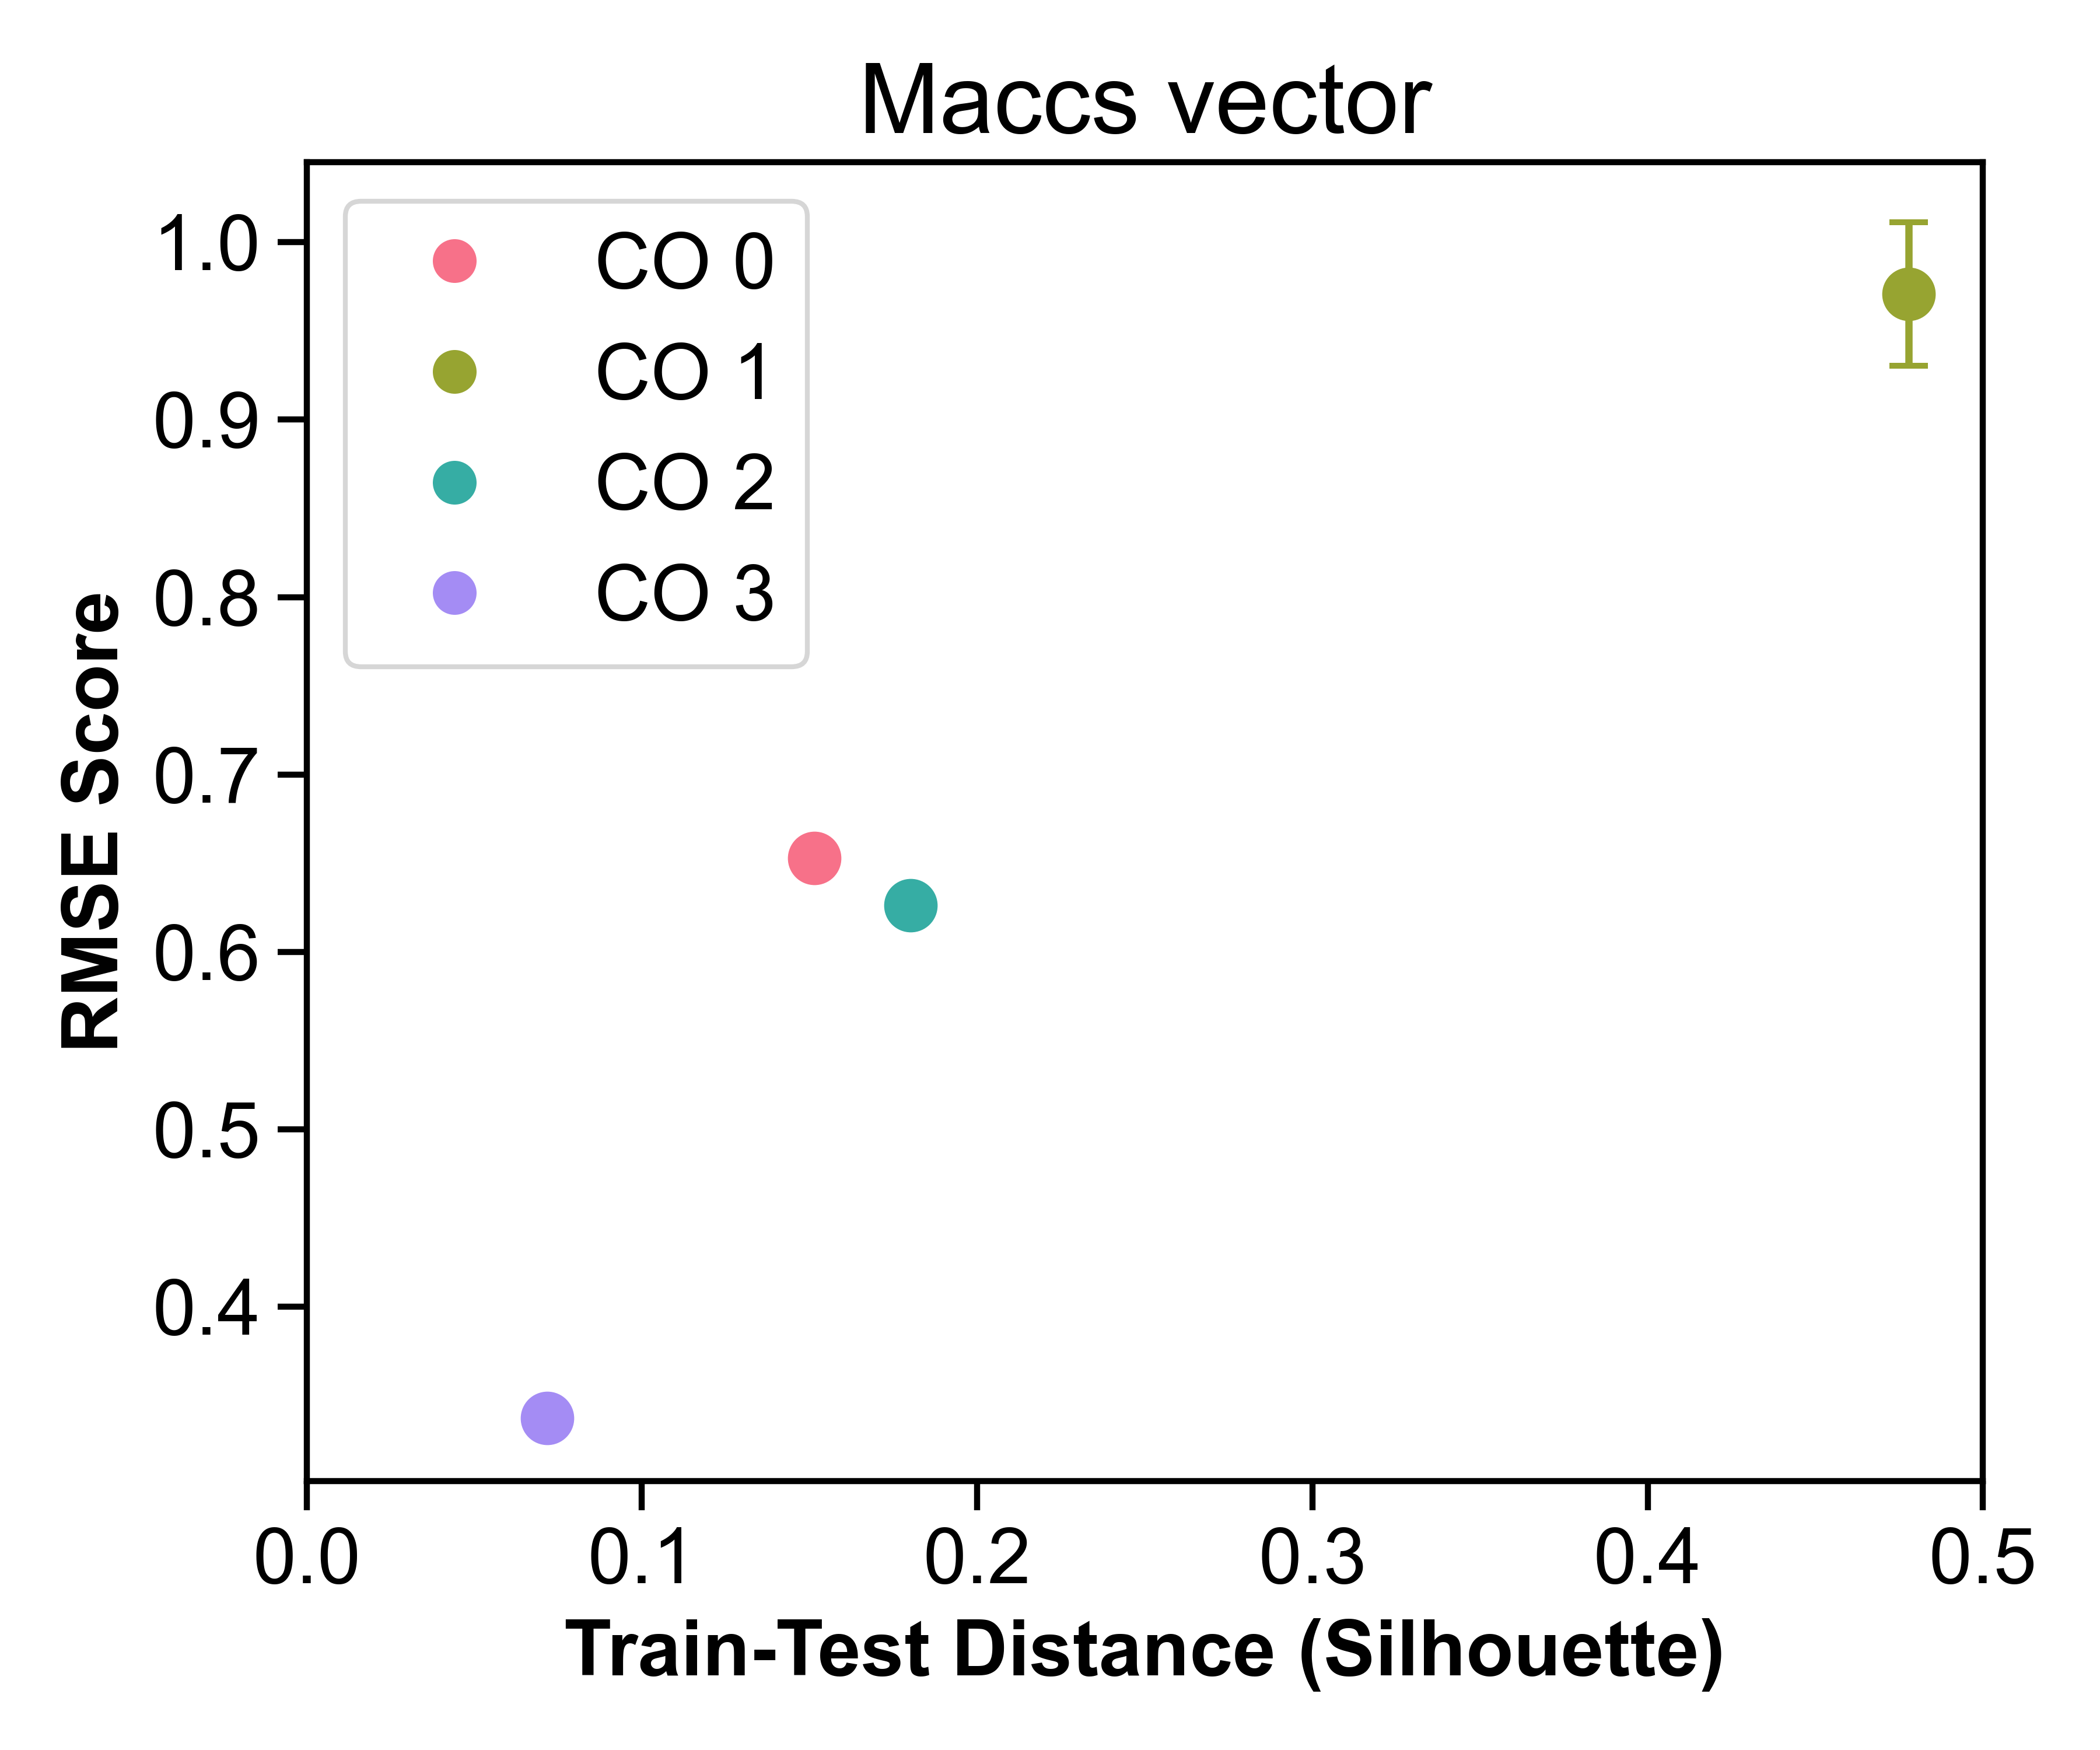 Maccs vector
CO 0
CO 1
CO 2
CO 3
RMSE Score
1.0
0.9
0.8
0.7
0.6
0.5
0.4
0.0 0.1 0.2 0.3 0.4 0.5
Train-Test Distance (Silhouette)